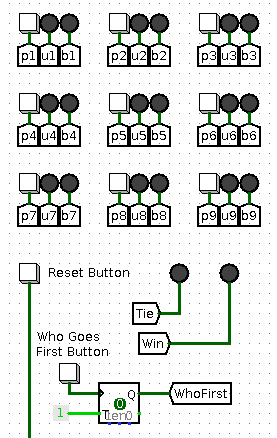 p1 u1 b1 p2 u2 b2 p3 u3 b3
p4 u4 b4 p5 u5 b5 p6 u6 b6
p7 u7 b7 p8 u8 b8 p9 u9 b9
Reset Button
Tie
Win
Who Goes
First Button
0 Q WhoFirst
1 T en0